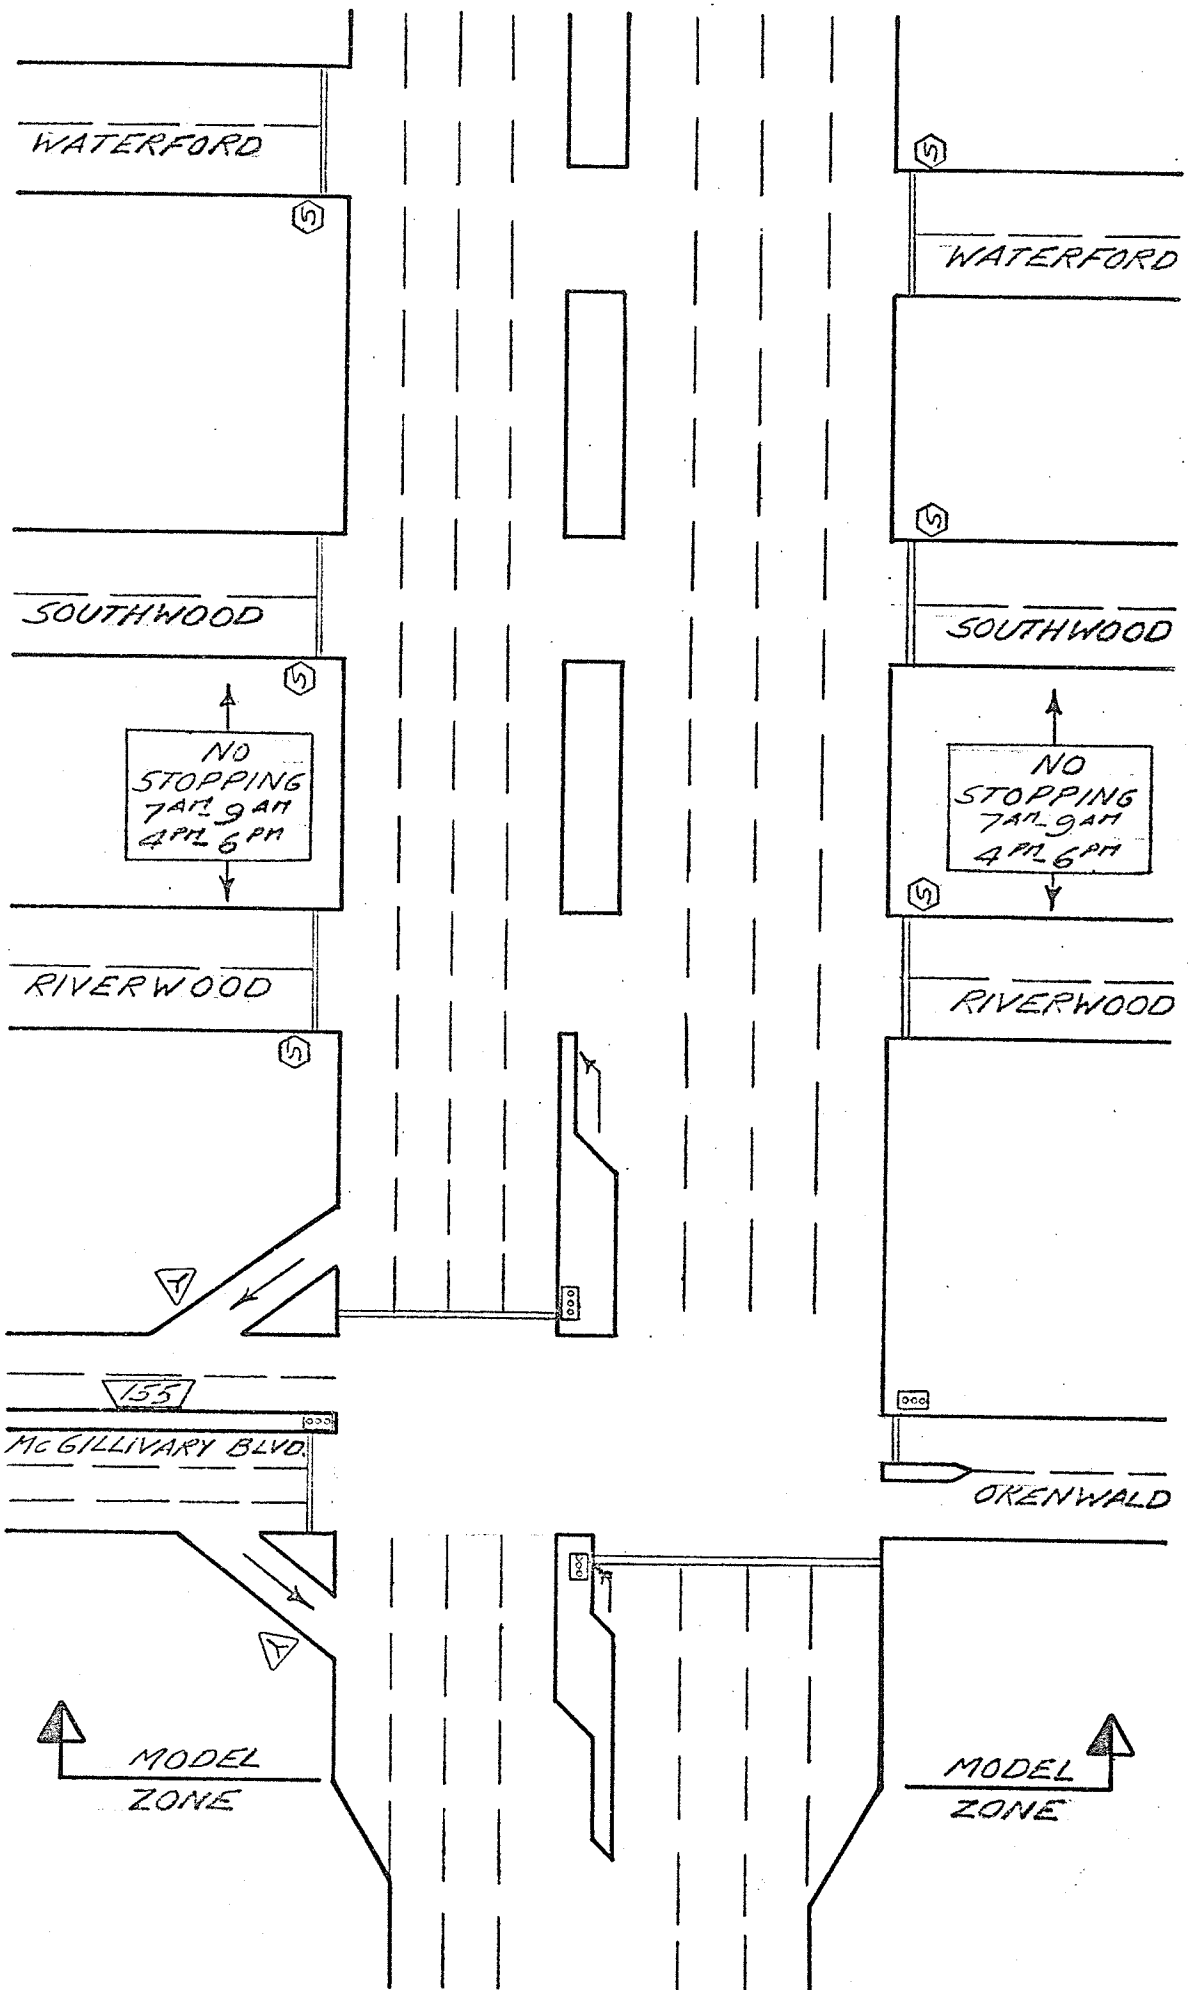 WATERFORD
S
S
WATERFORD
S
SOUTHWOOD
SOUTHWOOD
S
NO
STOPPING
7AM-9AM
4PM-6PM
NO
STOPPING
7AM-9AM
4PM-6PM
S
RIVERWOOD
RIVERWOOD
S
Y
155
McGILLIVARY BLVD.
OKENWALD
Y
MODEL
ZONE
MODEL
ZONE